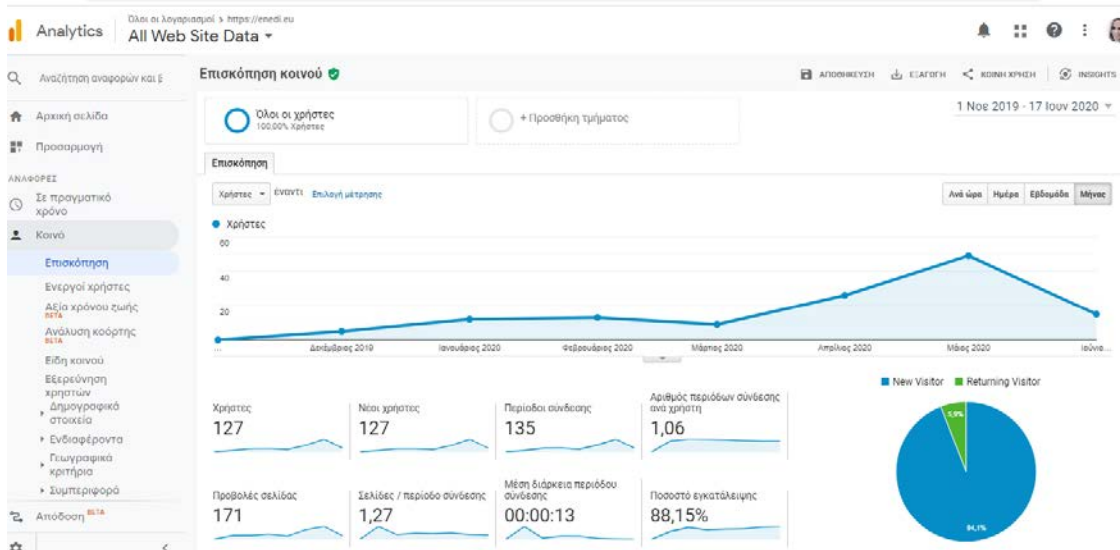 Όλοι οι λογαριασμοί > https://enedi.eu
Analytics
All Web Site Data
Αναζήτηση αναφορών και β
Επισκόπηση κοινού
ΑΠΟΘΗΚΕΥΣΗ
ΕΞΑΓΩΓΗ
ΚΟΙΝΗ ΧΡΗΣΗ
INSIGHTS
Αρχική σελίδα
Προσαρμογή
ΑΝΑΦΟΡΕΣ
Σε πραγματικό
χρόνο
Κοινό
Επισκόπηση
Ενεργοί χρήστες
Αξία χρόνου ζωής
BETA
Ανάλυση κοόρτης
BETA
Είδη κοινού
Εξερεύνηση
χρηστών
Δημογραφικά
στοιχεία
Ενδιαφέροντα
Γεωγραφικά
κριτήρια
Συμπεριφορά
Απόδοση BETA
Όλοι οι χρήστες
100,00% Χρήστες
+ Προσθήκη τμήματος
1 Νοε 2019 - 17 Ιουν 2020
Επισκόπηση
Χρήστες έναντι Επιλογή μέτρησης
Ανά ώρα Ημέρα Εβδομάδα Μήνας
Χρήστες
60
40
20
... Δεκέμβριος 2019 Ιανουάριος 2020 Φεβρουάριος 2020 Μάρτιος 2020 Απρίλιος 2020 Μάιος 2020 Ιούνιο...
New Visitor Returning Visitor
Χρήστες
127
Νέοι χρήστες
127
Περίοδοι σύνδεσης
135
Αριθμός περιόδων σύνδεσης
ανά χρήστη
1,06
Προβολές σελίδας
171
Σελίδες / περίοδο σύνδεσης
1,27
Μέση διάρκεια περιόδου
σύνδεσης
00:00:13
Ποσοστό εγκατάλειψης
88,15%
5,9%
94,1%